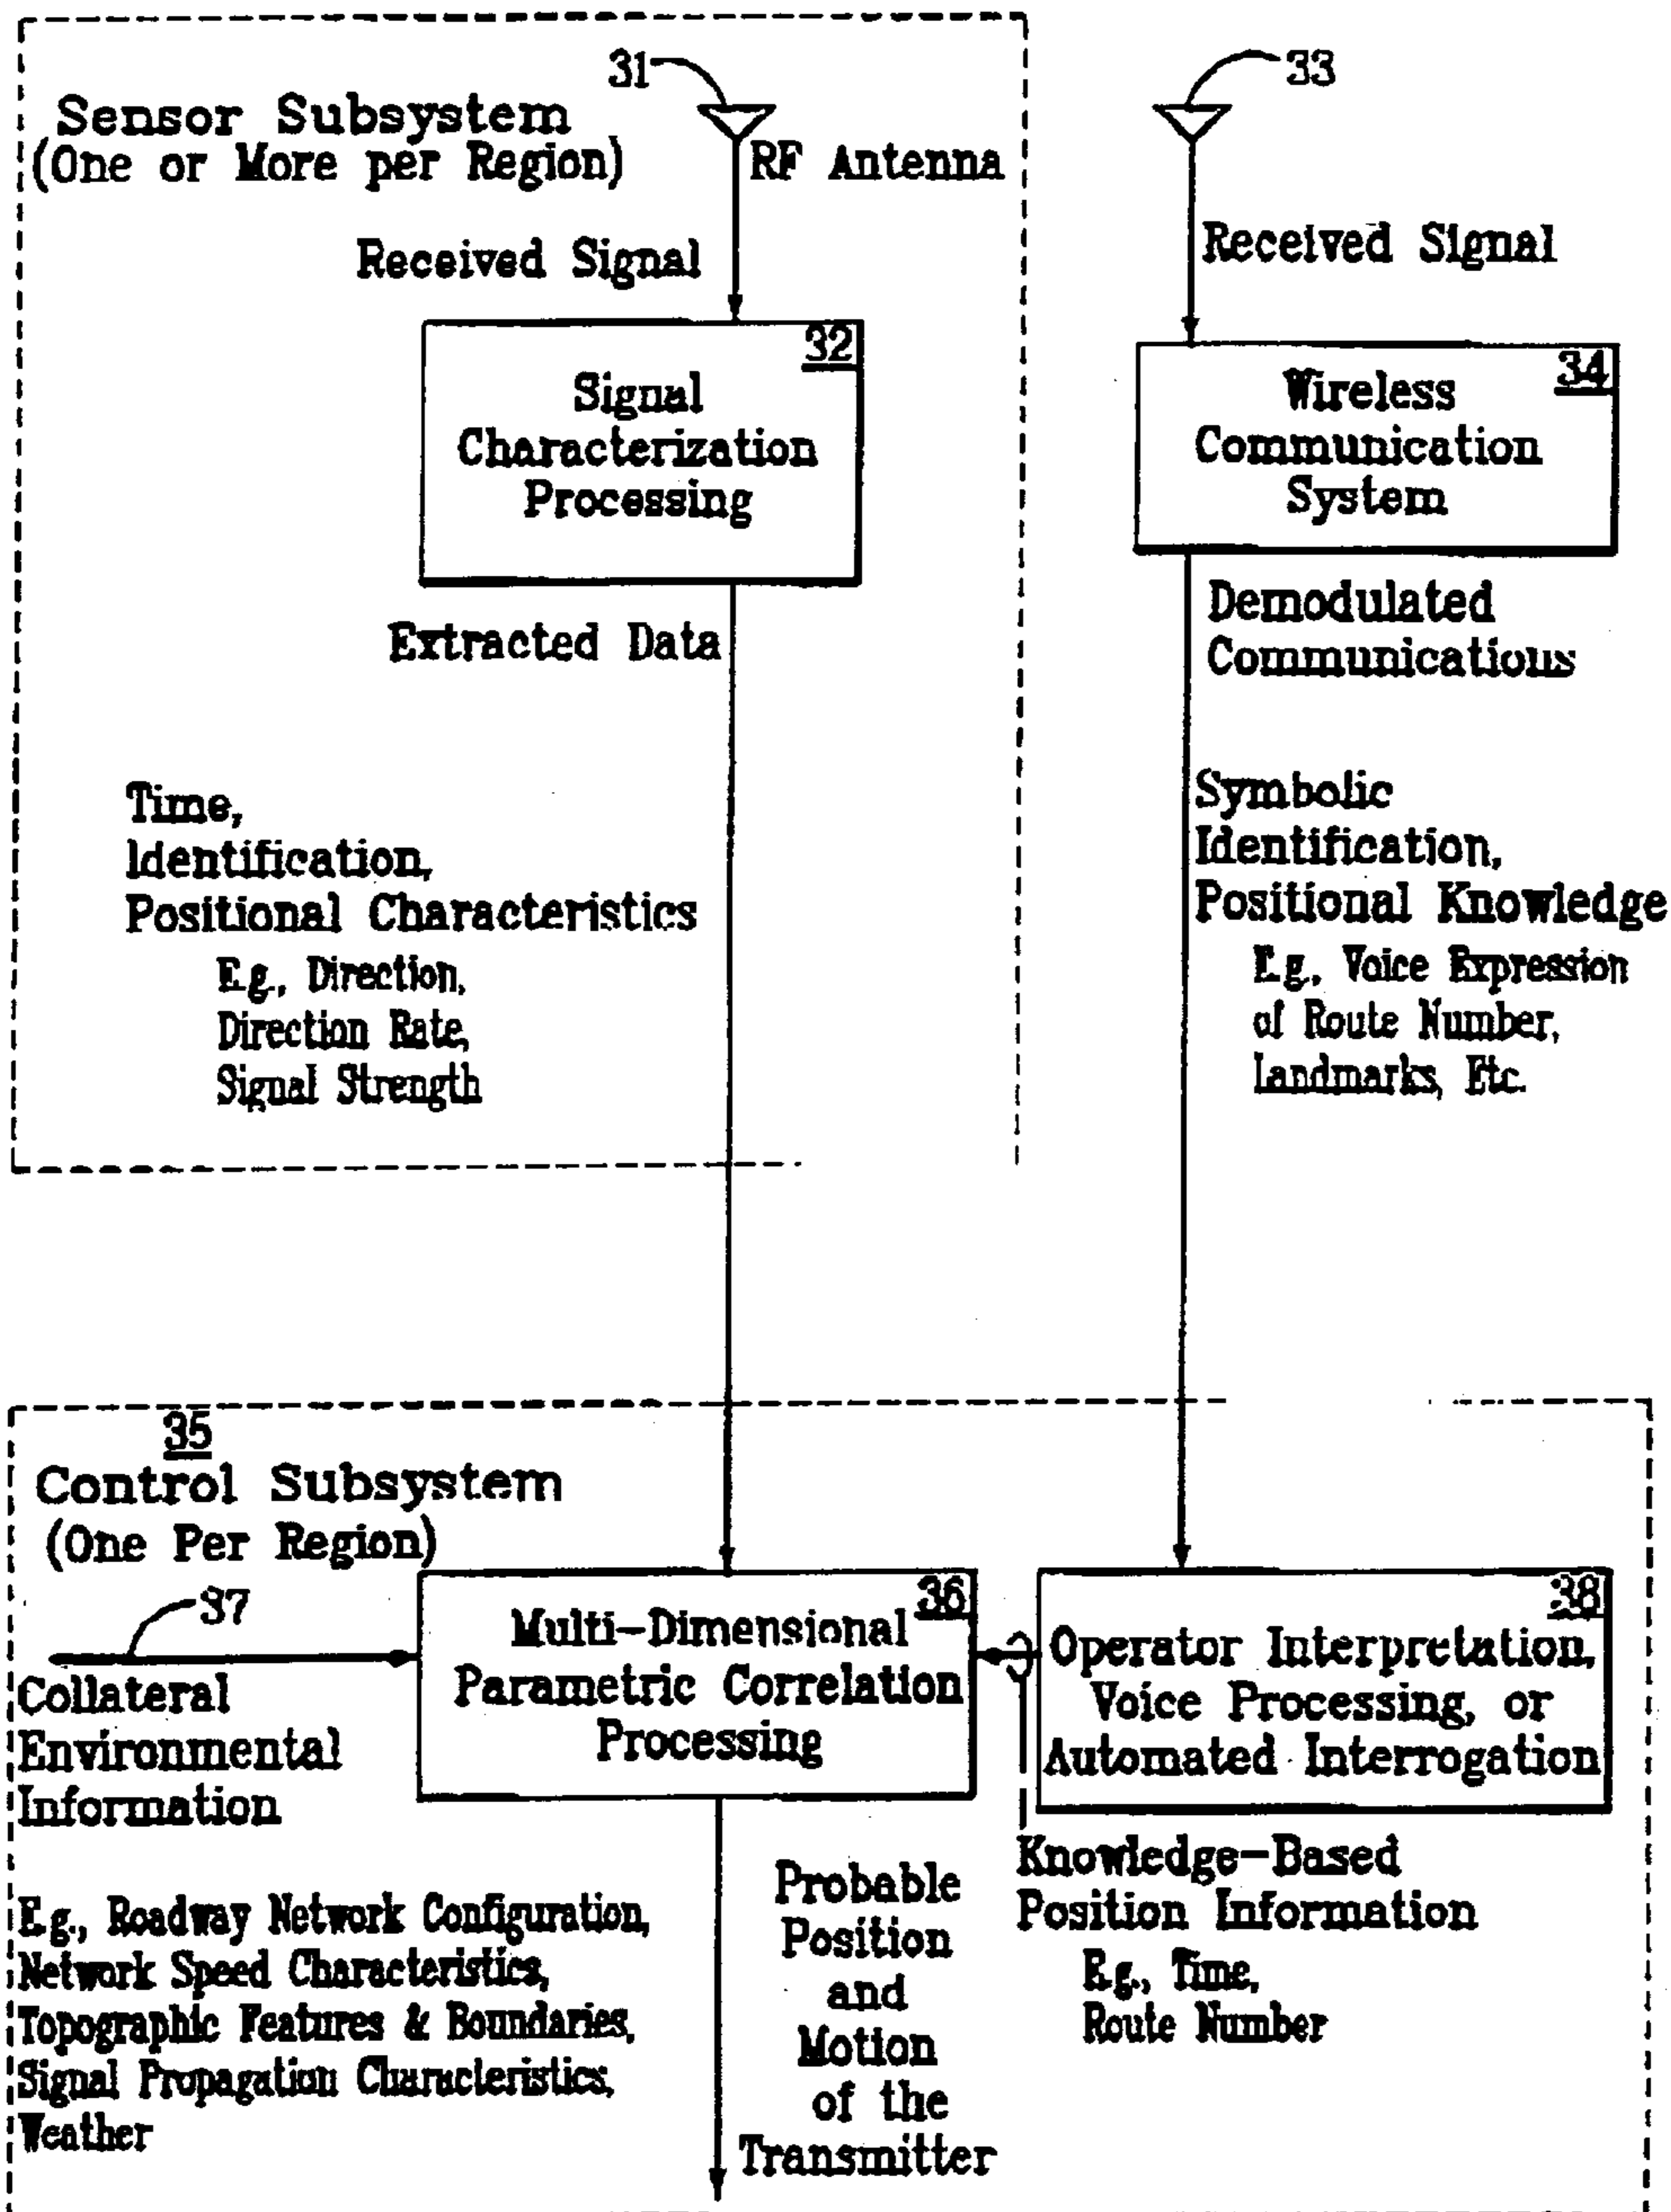 31
Sensor Subsystem
(One or More per Region)
RF Antenna
Received Signal
32
Signal
Characterization
Processing
Extracted Data
Time,
Identification,
Positional Characteristics
E.g., Direction,
Direction Rate,
Signal Strength
33
Received Signal
34
Wireless
Communication
System
Demodulated
Communications
Symbolic
Identification,
Positional Knowledge
E.g., Voice Expression
of Route Number,
Landmarks, Etc.
35
Control Subsystem
(One Per Region)
37
Collateral
Environmental
Information
E.g., Roadway Network Configuration,
Network Speed Characteristics,
Topographic Features & Boundaries,
Signal Propagation Characteristics,
Weather
36
Multi-Dimensional
Parametric Correlation
Processing
Probable
Position
and
Motion
of the
Transmitter
38
Operator Interpretation,
Voice Processing, or
Automated Interrogation
Knowledge-Based
Position Information
E.g., Time,
Route Number